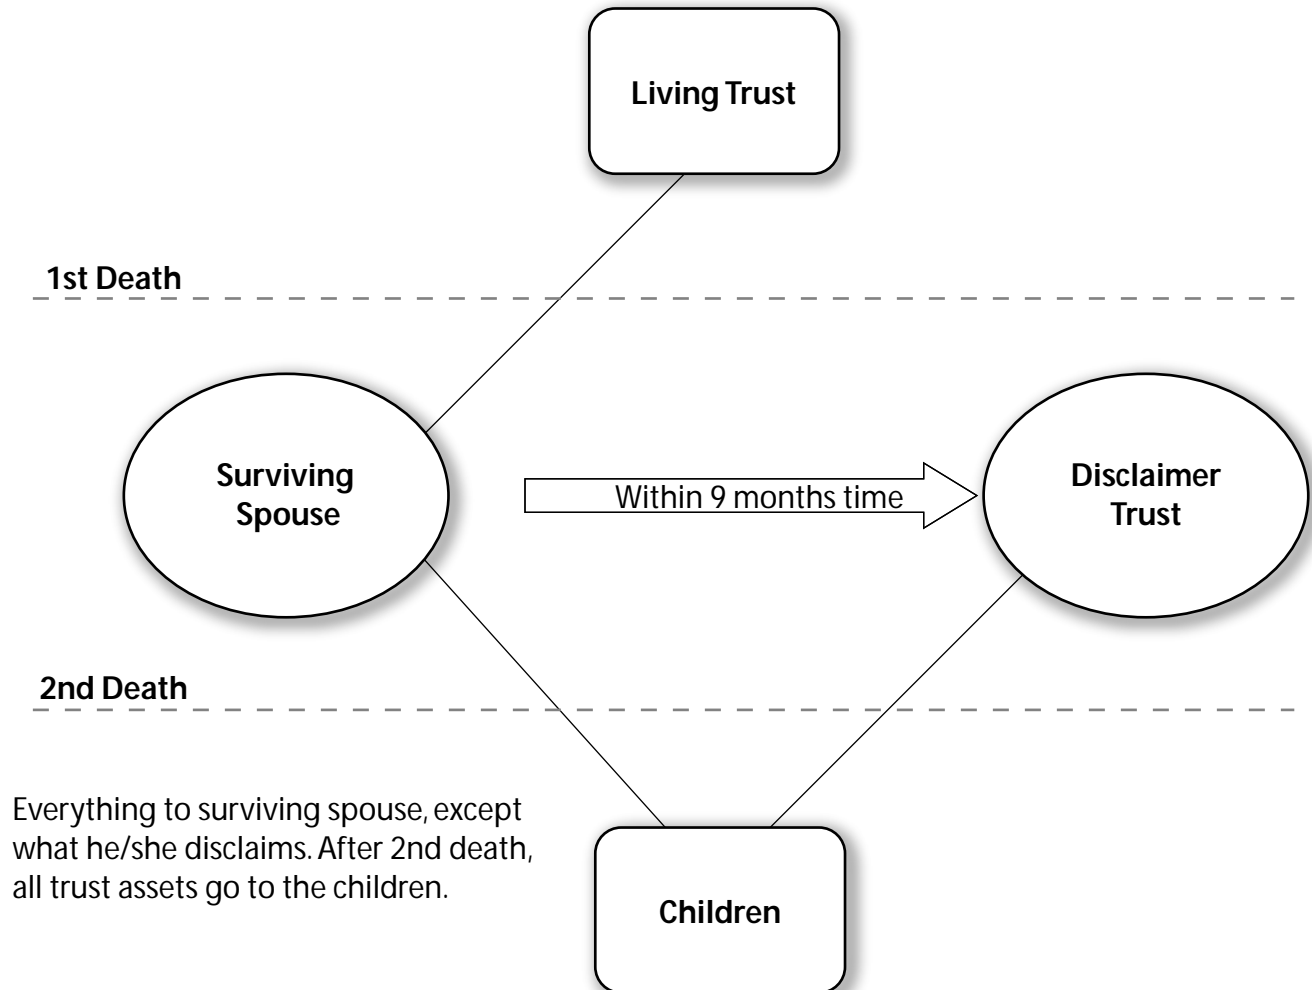 Living Trust
1st Death
Surviving
Spouse
Within 9 months time
Disclaimer
Trust
2nd Death
Everything to surviving spouse, except
what he/she disclaims. After 2nd death,
all trust assets go to the children.
Children